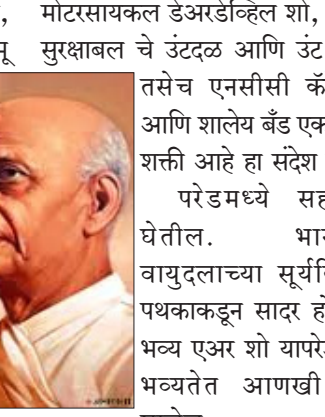 मोटरसायकल डेअरडेव्हिल शो,
सुरक्षाबल चे उंटदळ आणि उंट
तसेच एनसीसी कॅ
आणि शालेय बँड एक
शक्ती आहे हा संदेश
परेडमध्ये सह
घेतील. भा
वायुदलाच्या सूर्यवि
पथकाकडून सादर हो
भव्य एअर शो यापरे
भव्यतेत आणखी